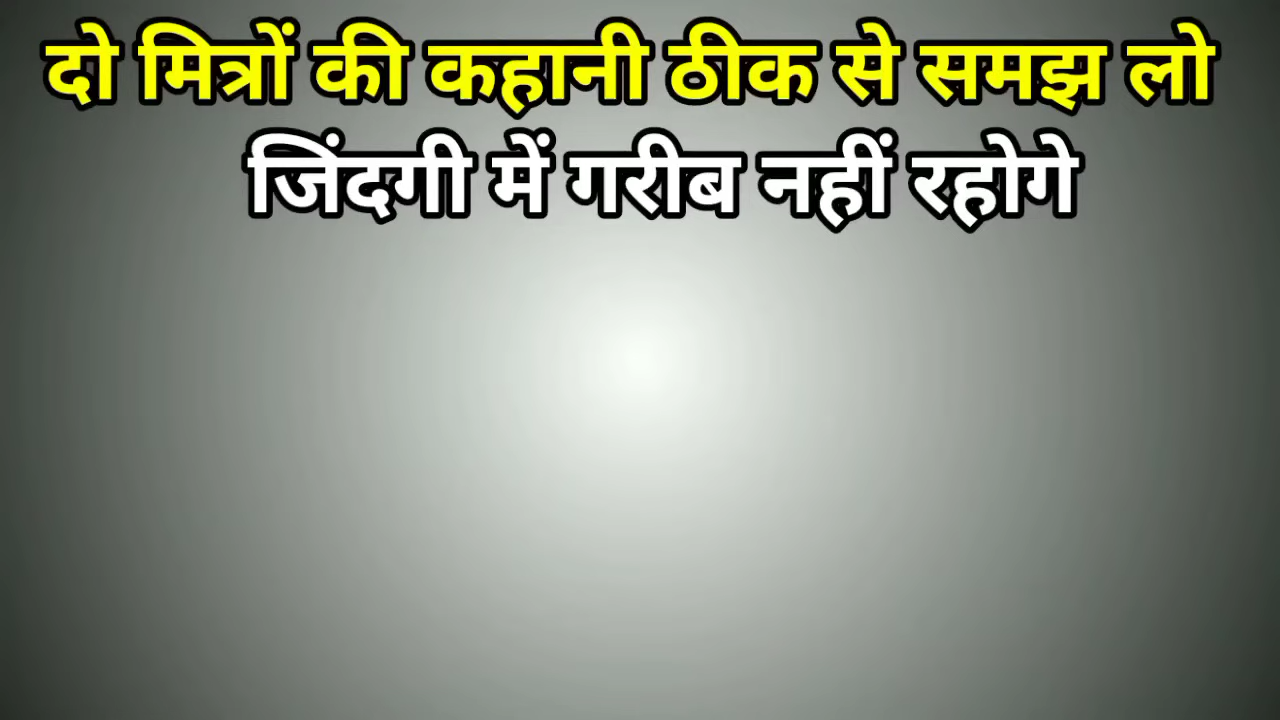 दो मित्रों की कहानी ठीक से समझ लो
जिंदगी में गरीब नहीं रहोगे